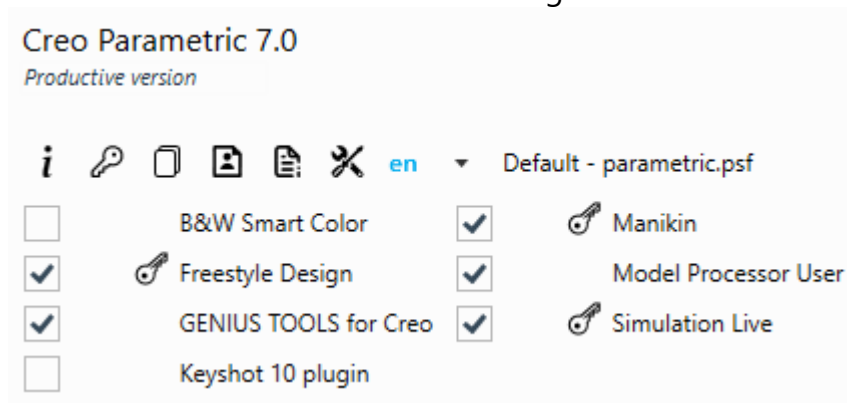 Creo Parametric 7.0
Productive version
i en Default - parametric.psf
B&W Smart Color Manikin
Freestyle Design Model Processor User
GENIUS TOOLS for Creo Simulation Live
Keyshot 10 plugin